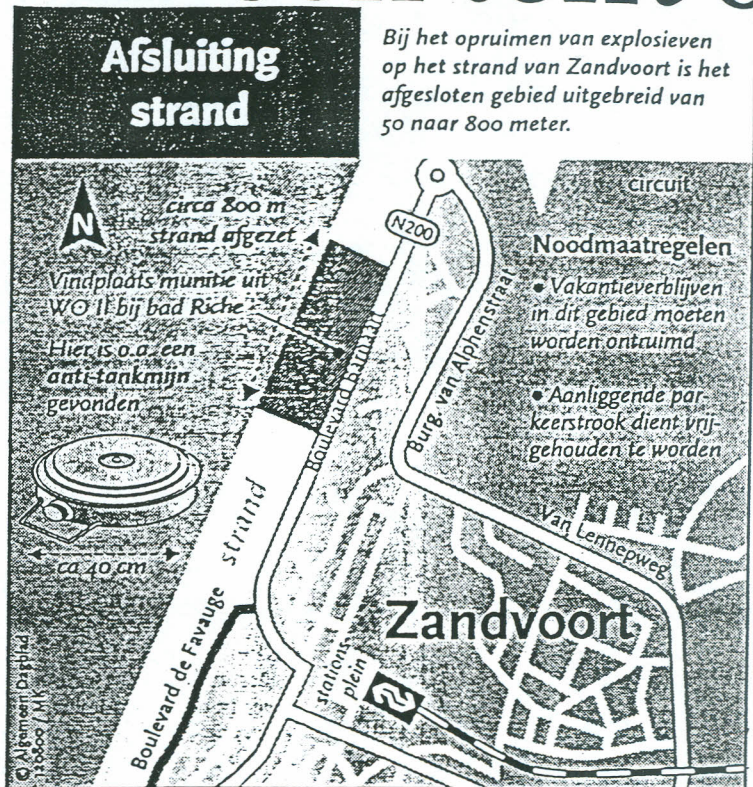 Afsluiting
strand
Bij het opruimen van explosieven
op het strand van Zandvoort is het
afgesloten gebied uitgebreid van
50 naar 800 meter.
N
circa 800 m
strand afgezet
Vindplaats munitie uit
WO II bij bad Riche
Hier is o.a. een
anti-tankmijn
gevonden
ca 40 cm
circuit
N200
Noodmaatregelen
• Vakantieverblijven
in dit gebied moeten
worden ontruimd
• Aanliggende par-
keerstrook dient vrij-
gehouden te worden
Boulevard Barnaart
Burg. van Alphenstraat
Van Lennepweg
strand
Boulevard de Favauge
Zandvoort
stations
plein
© Algemeen Dagblad
120800 / MK